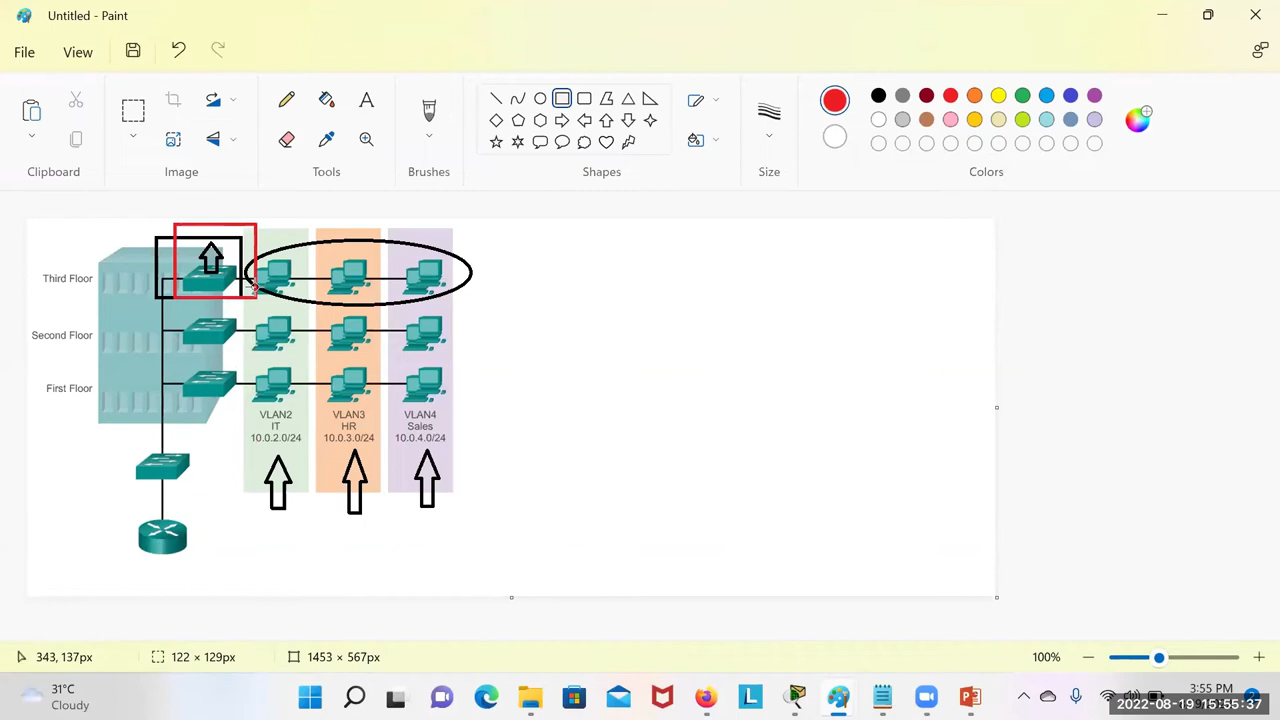 Untitled - Paint
File View
Clipboard
Image
Tools
Brushes
Shapes
Size
Colors
Third Floor
Second Floor
First Floor
VLAN2
IT
10.0.2.0/24
VLAN3
HR
10.0.3.0/24
VLAN4
Sales
10.0.4.0/24
343, 137px
122 × 129px
1453 × 567px
100%
31°C
Cloudy
3:55 PM
2022-08-19 15:55:37